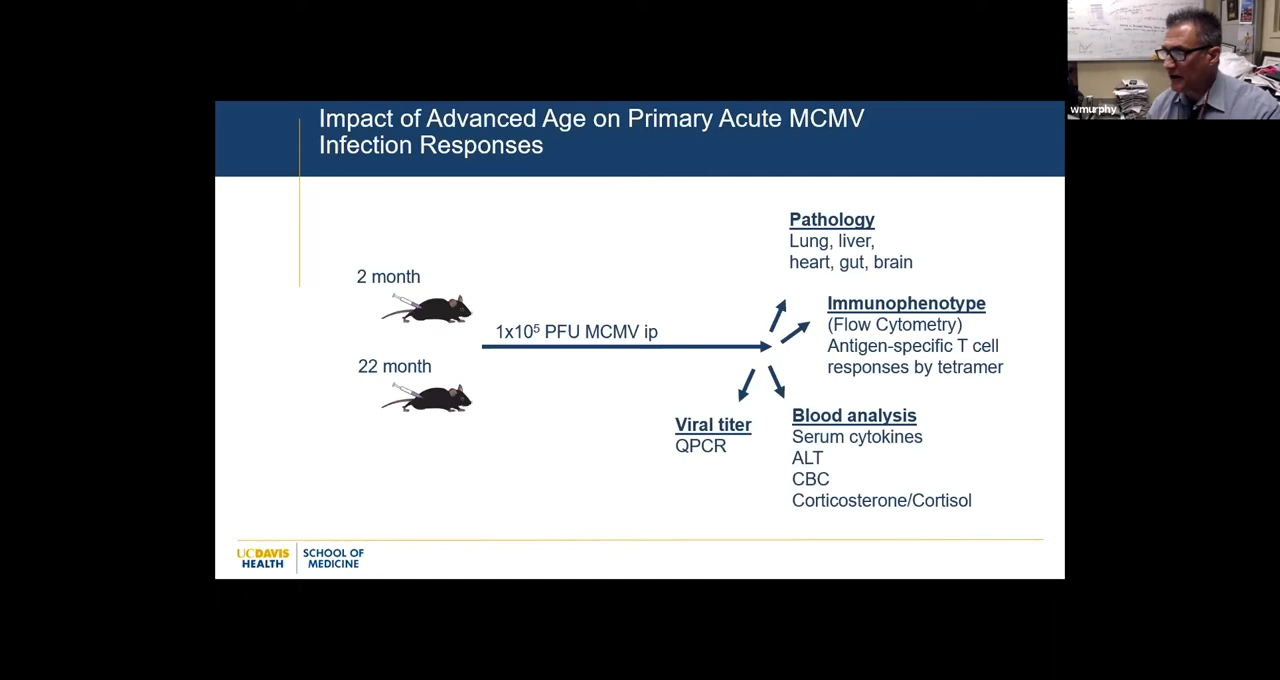 Impact of Advanced Age on Primary Acute MCMV
Infection Responses
wmurphy
Pathology
Lung, liver,
heart, gut, brain
2 month
Immunophenotype
(Flow Cytometry)
Antigen-specific T cell
responses by tetramer
1x10⁵ PFU MCMV ip
22 month
Viral titer
QPCR
Blood analysis
Serum cytokines
ALT
CBC
Corticosterone/Cortisol
UCDAVIS
HEALTH
SCHOOL OF
MEDICINE